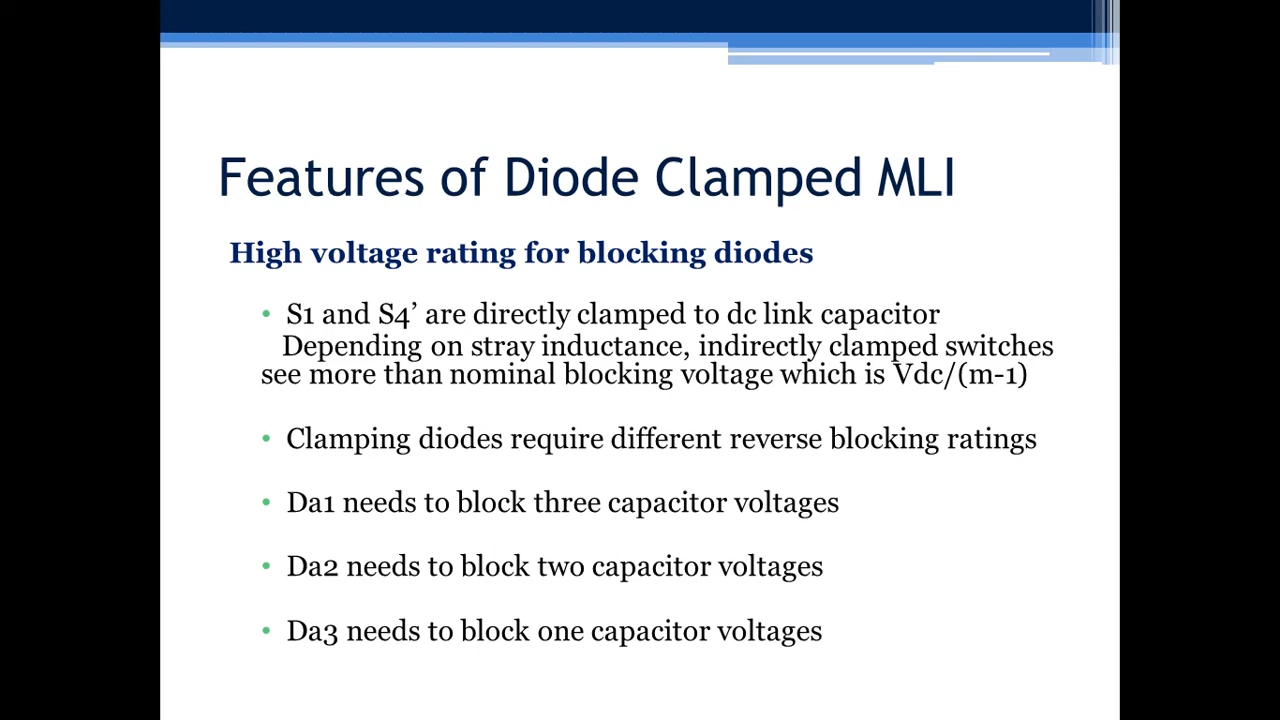 Features of Diode Clamped MLI
High voltage rating for blocking diodes
• S1 and S4’ are directly clamped to dc link capacitor
Depending on stray inductance, indirectly clamped switches
see more than nominal blocking voltage which is Vdc/(m-1)
• Clamping diodes require different reverse blocking ratings
• Da1 needs to block three capacitor voltages
• Da2 needs to block two capacitor voltages
• Da3 needs to block one capacitor voltages